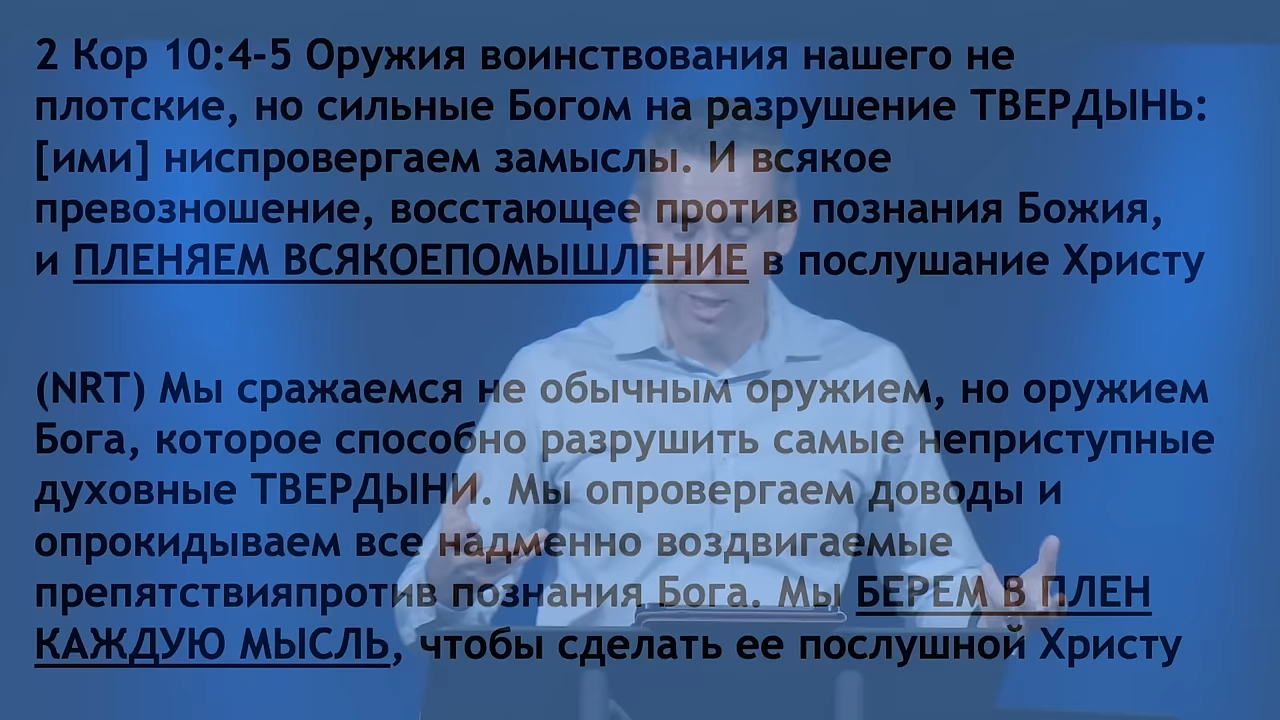 2 Кор 10:4-5 Оружия воинствования нашего не
плотские, но сильные Богом на разрушение ТВЕРДЫНЬ:
[ими] ниспровергаем замыслы. И всякое
превозношение, восстающее против познания Божия,
и ПЛЕНЯЕМ ВСЯКОЕПОМЫШЛЕНИЕ в послушание Христу
(NRT) Мы сражаемся не обычным оружием, но оружием
Бога, которое способно разрушить самые неприступные
духовные ТВЕРДЫНИ. Мы опровергаем доводы и
опрокидываем все надменно воздвигаемые
препятствияпротив познания Бога. Мы БЕРЕМ В ПЛЕН
КАЖДУЮ МЫСЛЬ, чтобы сделать ее послушной Христу